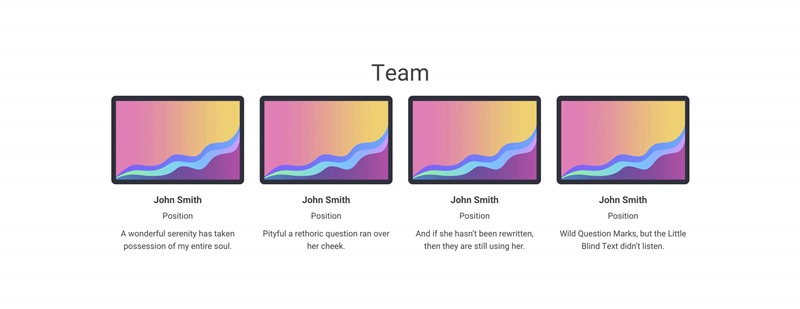 Team
John Smith
Position
A wonderful serenity has taken
possession of my entire soul.
John Smith
Position
Pityful a rethoric question ran over
her cheek.
John Smith
Position
And if she hasn't been rewritten,
then they are still using her.
John Smith
Position
Wild Question Marks, but the Little
Blind Text didn't listen.